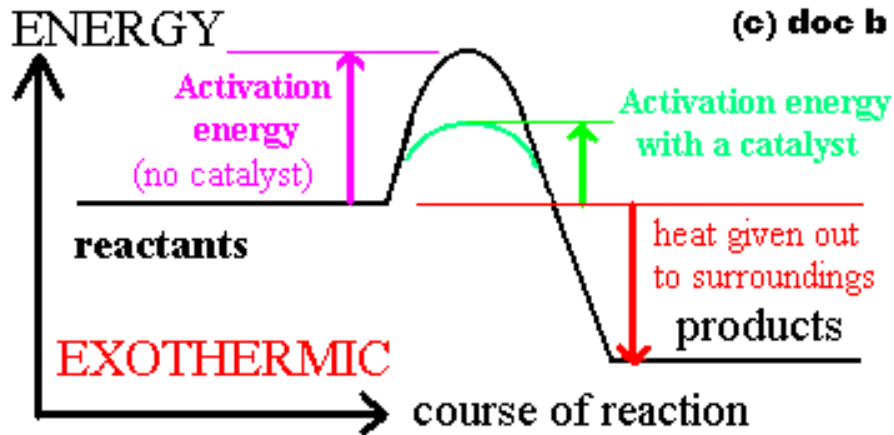 ENERGY
(c) doc b
Activation
energy
(no catalyst)
Activation energy
with a catalyst
reactants
heat given out
to surroundings
products
EXOTHERMIC
course of reaction